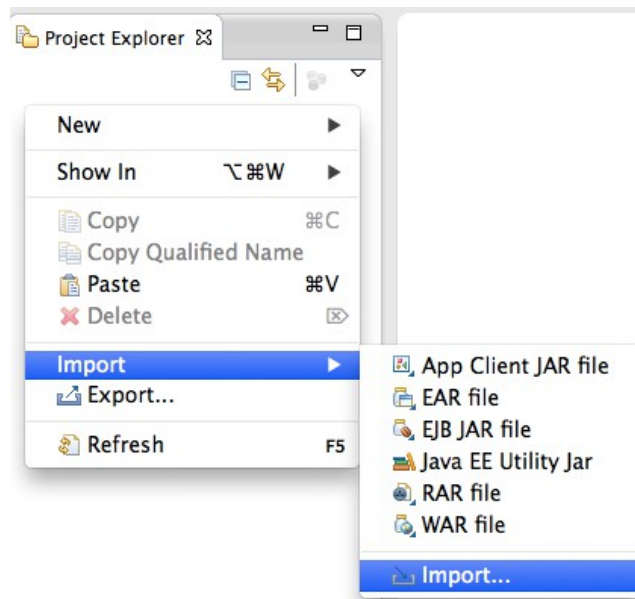 Project Explorer
New
Show In ⌥⌘W
Copy ⌘C
Copy Qualified Name
Paste ⌘V
Delete ⌦
Import
Export...
Refresh F5
App Client JAR file
EAR file
EJB JAR file
Java EE Utility Jar
RAR file
WAR file
Import...